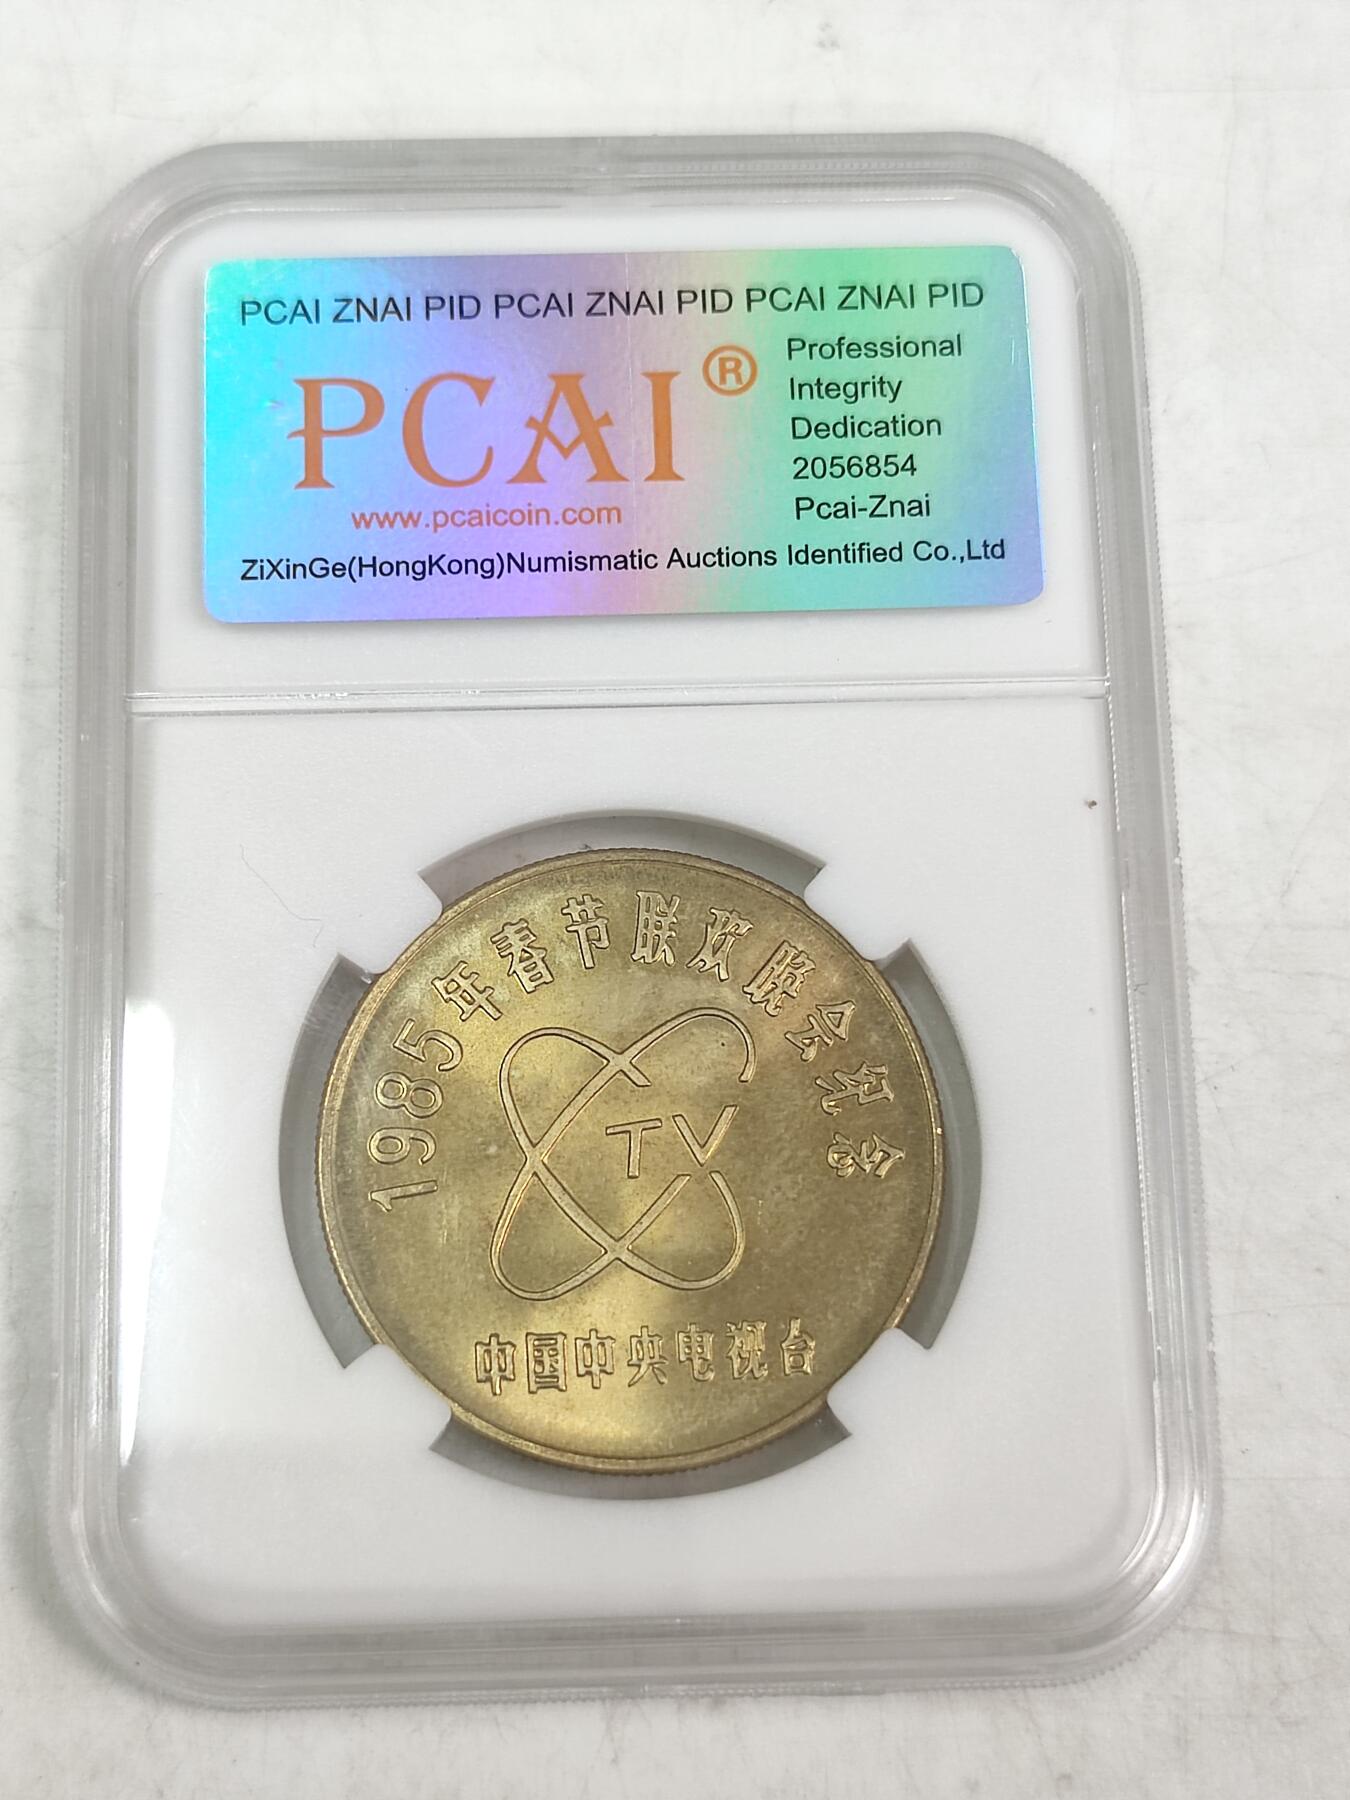 PCAI ZNAI PID PCAI ZNAI PID PCAI ZNAI PID
PCAI®
www.pcaicoin.com
Professional
Integrity
Dedication
2056854
Pcai-Znai
ZiXinGe(HongKong)Numismatic Auctions Identified Co.,Ltd
1985年春节联欢晚会纪念
TV
中国中央电视台